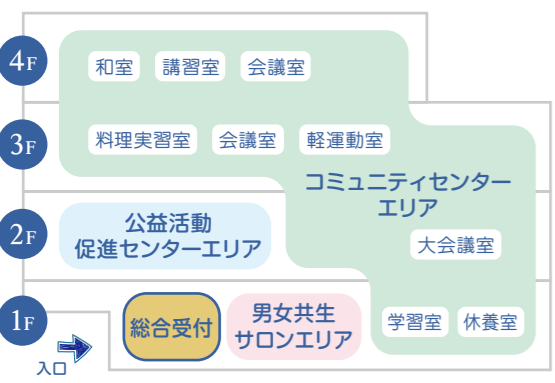 4F
和室 講習室 会議室
3F
料理実習室 会議室 軽運動室
コミュニティセンター
エリア
2F
公益活動
促進センターエリア
大会議室
1F
総合受付
男女共生
サロンエリア
学習室 休養室
入口